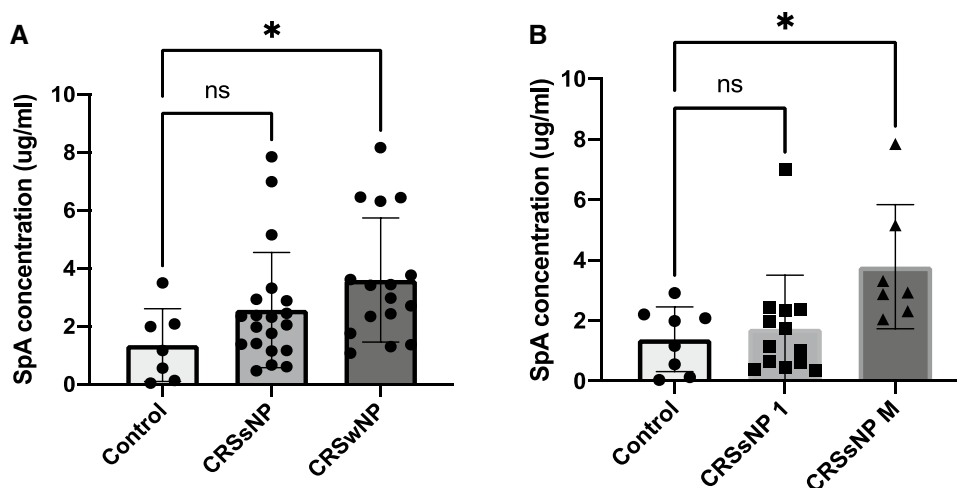 A
*
ns
SpA concentration (ug/ml)
10
8
6
4
2
0
Control
CRSsNP
CRSwNP
B
*
ns
SpA concentration (ug/ml)
10
8
6
4
2
0
Control
CRSsNP 1
CRSsNP M